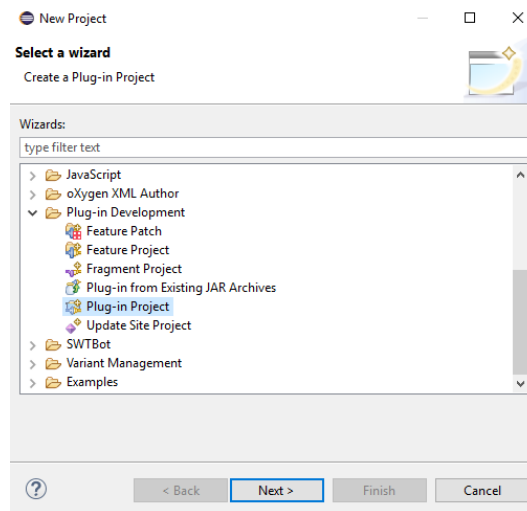 New Project
Select a wizard
Create a Plug-in Project
Wizards:
type filter text
JavaScript
oXygen XML Author
Plug-in Development
Feature Patch
Feature Project
Fragment Project
Plug-in from Existing JAR Archives
Plug-in Project
Update Site Project
SWTBot
Variant Management
Examples
? < Back Next > Finish Cancel